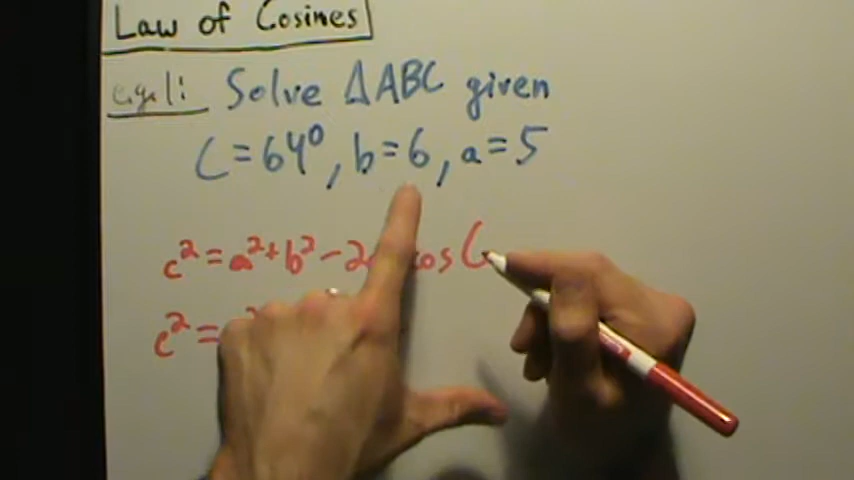 Law of Cosines
e.g.1: Solve ΔABC given
C = 64°, b = 6, a = 5
c² = a² + b² - 2 cos C
c² =